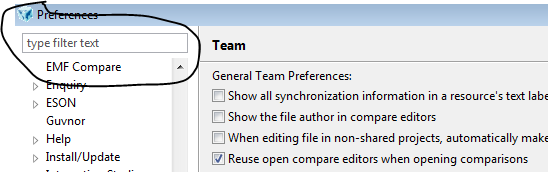 Preferences
type filter text
EMF Compare
Enquiry
ESON
Guvnor
Help
Install/Update
Team
General Team Preferences:
Show all synchronization information in a resource's text labe
Show the file author in compare editors
When editing file in non-shared projects, automatically make
Reuse open compare editors when opening comparisons